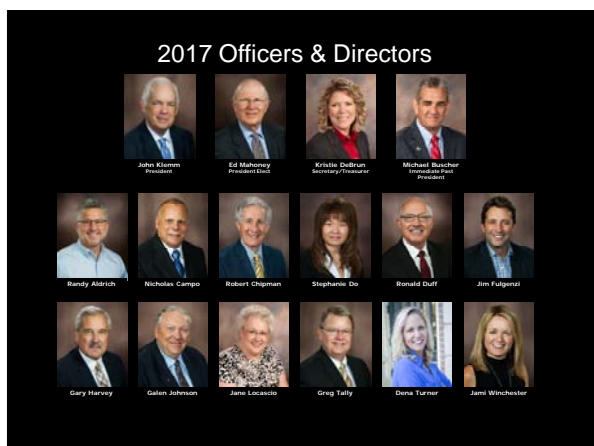 2017 Officers & Directors
John Klemm
President
Ed Mahoney
President Elect
Kristie DeBrun
Secretary/Treasurer
Michael Buscher
Immediate Past
President
Randy Aldrich
Nicholas Campo
Robert Chipman
Stephanie Do
Ronald Duff
Jim Fulgenzi
Gary Harvey
Galen Johnson
Jane Locascio
Greg Tally
Dena Turner
Jami Winchester